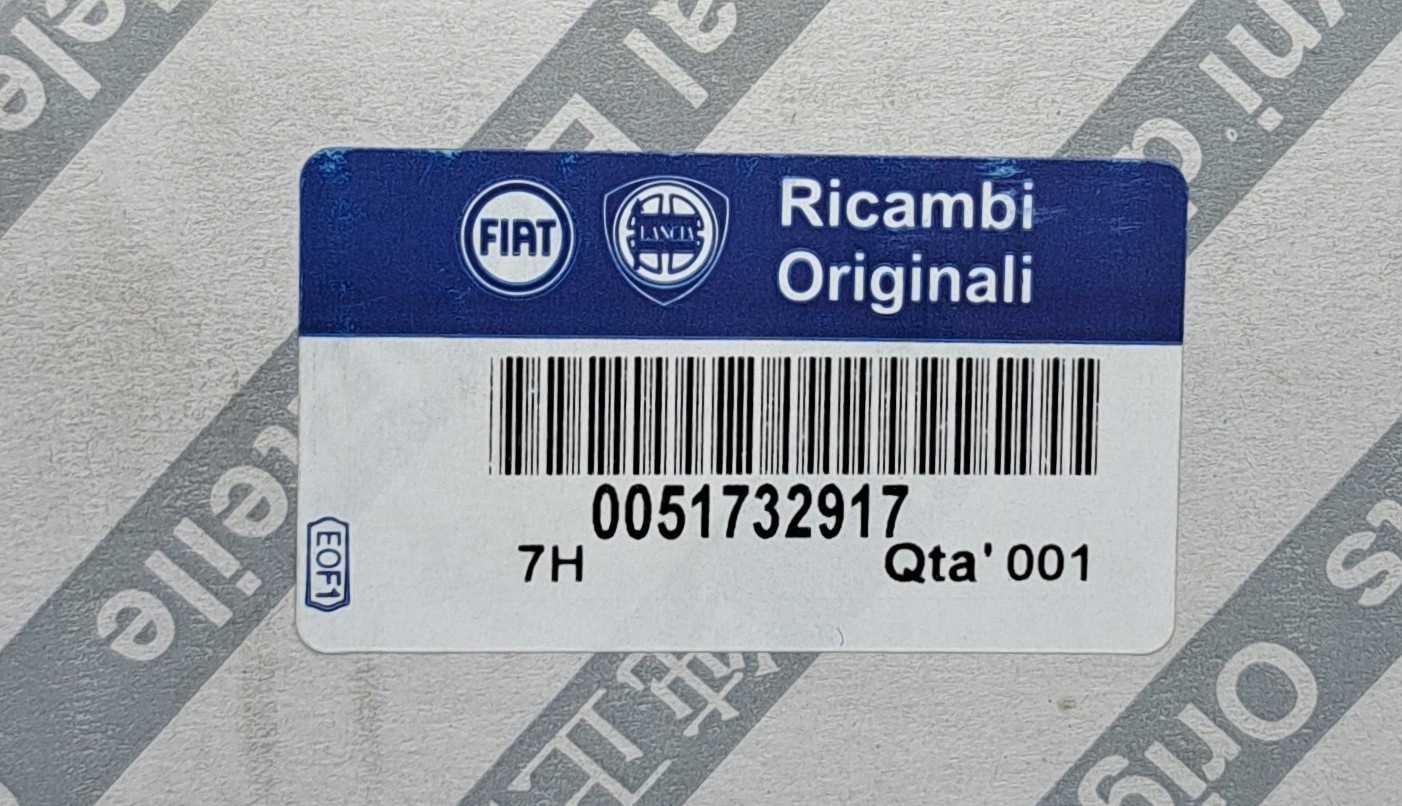 FIAT
LANCIA
Ricambi
Originali
0051732917
7H
Qta' 001
EOF1